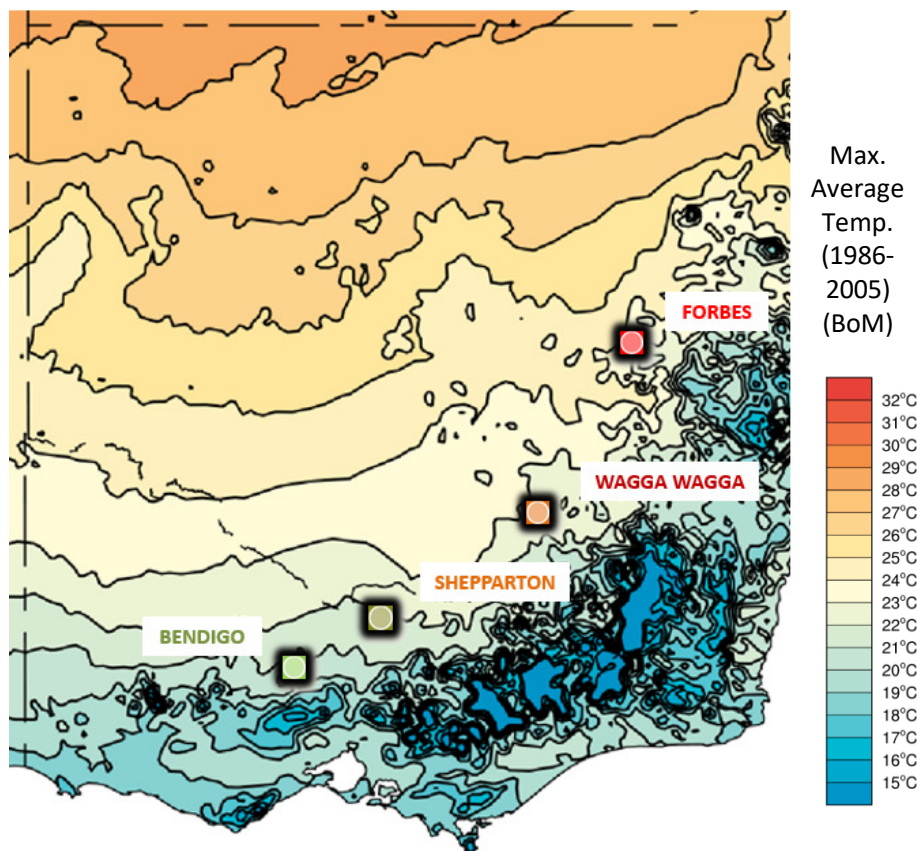 Max.
Average
Temp.
(1986-
2005)
(BoM)
FORBES
WAGGA WAGGA
SHEPPARTON
BENDIGO
32°C
31°C
30°C
29°C
28°C
27°C
26°C
25°C
24°C
23°C
22°C
21°C
20°C
19°C
18°C
17°C
16°C
15°C